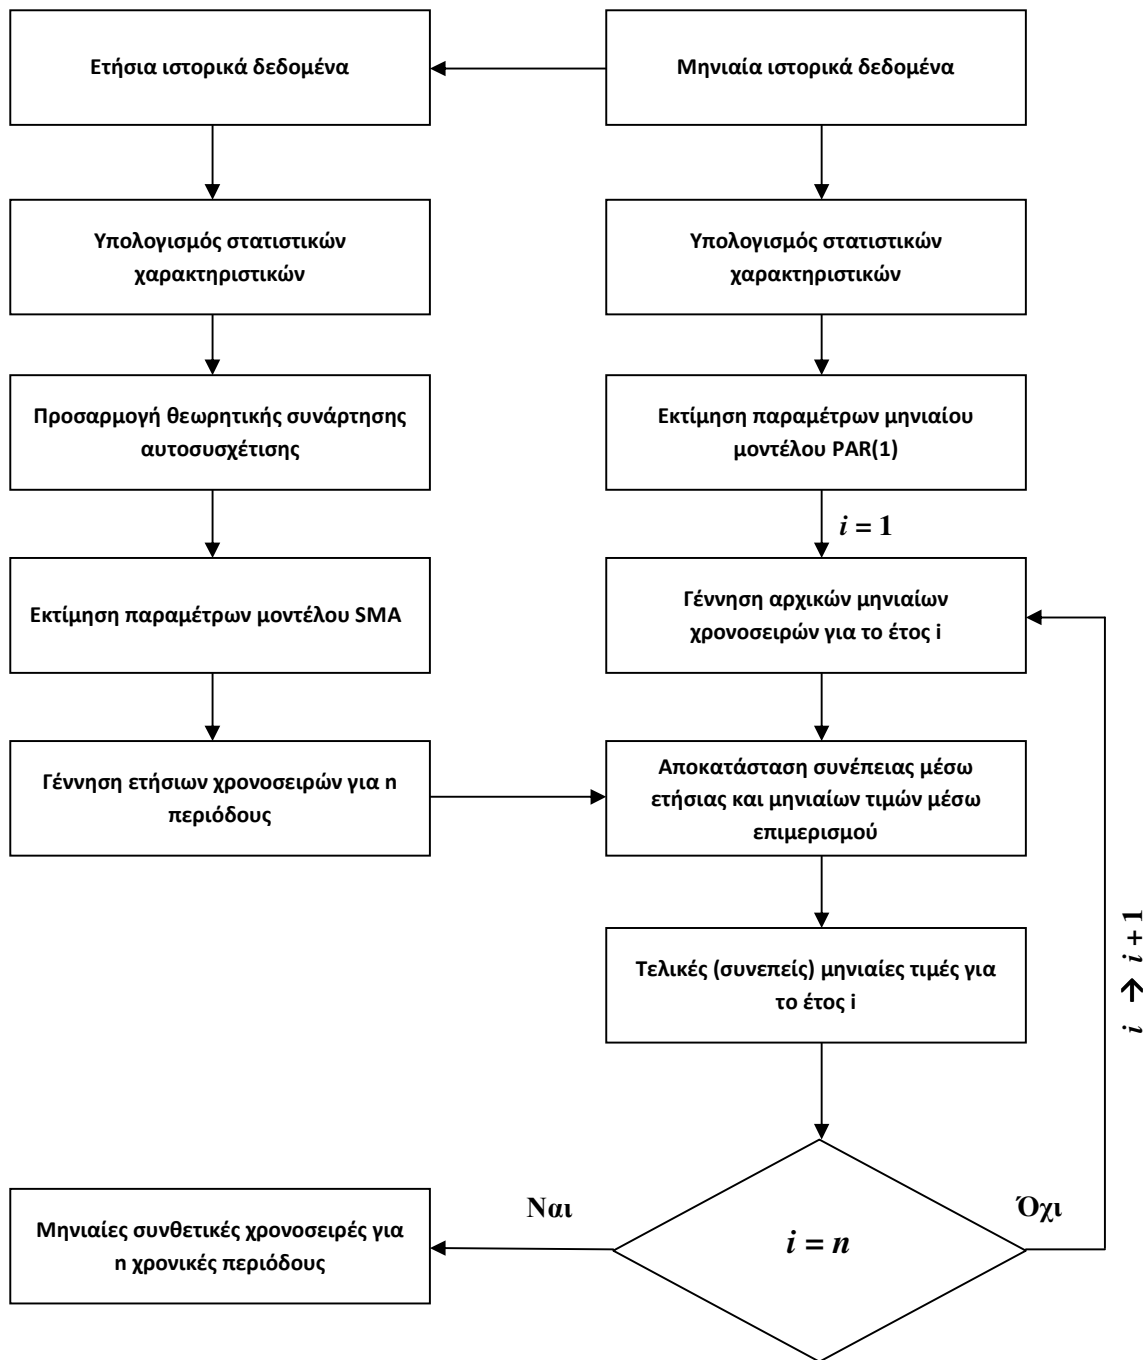 Ετήσια ιστορικά δεδομένα
Μηνιαία ιστορικά δεδομένα
Υπολογισμός στατιστικών
χαρακτηριστικών
Υπολογισμός στατιστικών
χαρακτηριστικών
Προσαρμογή θεωρητικής συνάρτησης
αυτοσυσχέτισης
Εκτίμηση παραμέτρων μηνιαίου
μοντέλου PAR(1)
i = 1
Εκτίμηση παραμέτρων μοντέλου SMA
Γέννηση αρχικών μηνιαίων
χρονοσειρών για το έτος i
Γέννηση ετήσιων χρονοσειρών για n
περιόδους
Αποκατάσταση συνέπειας μέσω
ετήσιας και μηνιαίων τιμών μέσω
επιμερισμού
Τελικές (συνεπείς) μηνιαίες τιμές για
το έτος i
i → i + 1
Μηνιαίες συνθετικές χρονοσειρές για
n χρονικές περιόδους
Ναι
i = n
Όχι